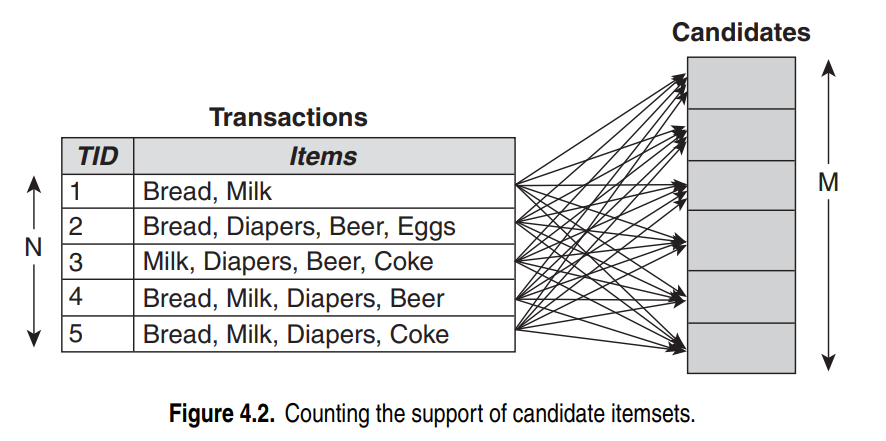 Candidates
Transactions
TID Items
1 Bread, Milk
2 Bread, Diapers, Beer, Eggs
3 Milk, Diapers, Beer, Coke
4 Bread, Milk, Diapers, Beer
5 Bread, Milk, Diapers, Coke
N
M
Figure 4.2. Counting the support of candidate itemsets.